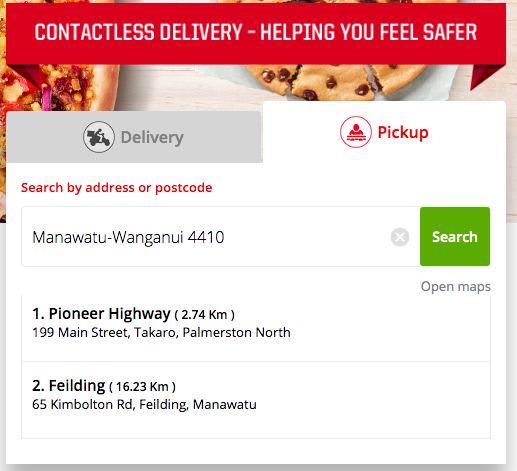 CONTACTLESS DELIVERY - HELPING YOU FEEL SAFER
Delivery
Pickup
Search by address or postcode
Manawatu-Wanganui 4410
Search
Open maps
1. Pioneer Highway ( 2.74 Km )
199 Main Street, Takaro, Palmerston North
2. Feilding ( 16.23 Km )
65 Kimbolton Rd, Feilding, Manawatu